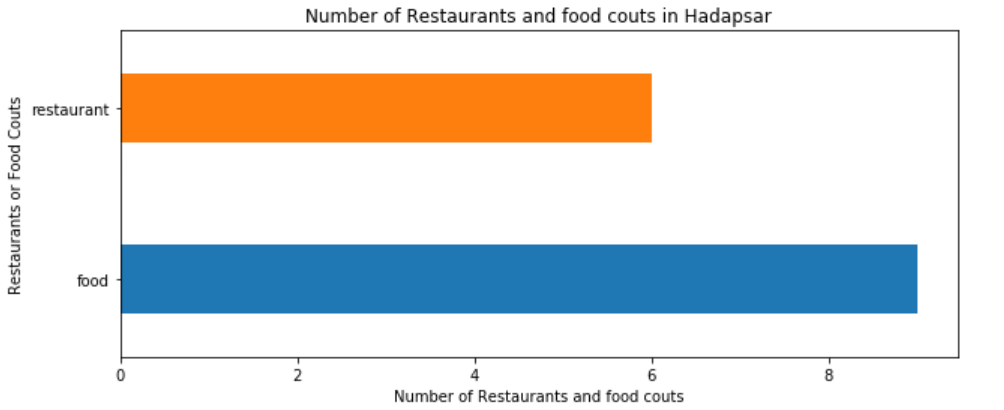 Number of Restaurants and food couts in Hadapsar
Restaurants or Food Couts
restaurant
food
0 2 4 6 8
Number of Restaurants and food couts